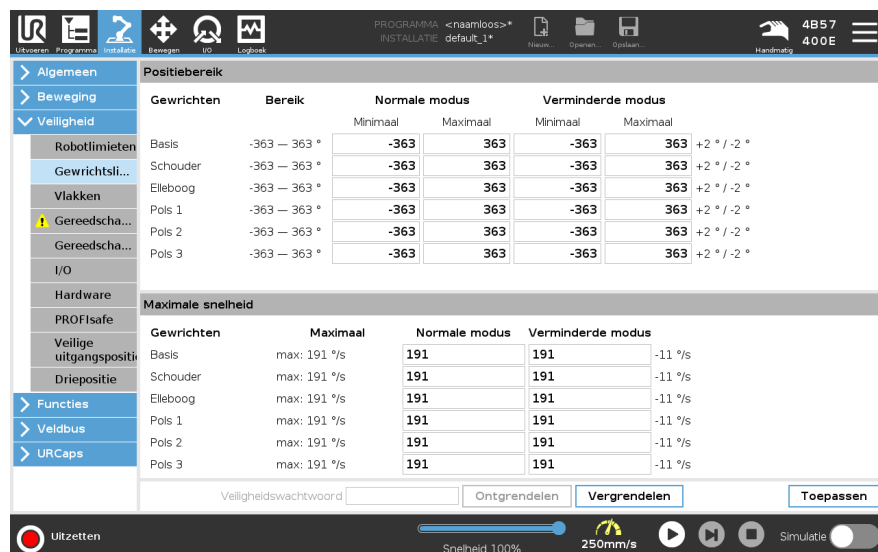 PROGRAMMA <naamloos>*
INSTALLATIE default_1*
Uitvoeren Programma Installatie Bewegen I/O Logboek
Nieuw... Openen... Opslaan...
Handmatig
4B57
400E
Algemeen
Beweging
Veiligheid
Robotlimieten
Gewrichtsli...
Vlakken
Gereedscha...
Gereedscha...
I/O
Hardware
PROFIsafe
Veilige
uitgangspositi
Driepositie
Functies
Veldbus
URCaps
Positiebereik
Gewrichten Bereik Normale modus Verminderde modus
Minimaal Maximaal Minimaal Maximaal
Basis -363 — 363 ° -363 363 -363 363 +2 ° / -2 °
Schouder -363 — 363 ° -363 363 -363 363 +2 ° / -2 °
Elleboog -363 — 363 ° -363 363 -363 363 +2 ° / -2 °
Pols 1 -363 — 363 ° -363 363 -363 363 +2 ° / -2 °
Pols 2 -363 — 363 ° -363 363 -363 363 +2 ° / -2 °
Pols 3 -363 — 363 ° -363 363 -363 363 +2 ° / -2 °
Maximale snelheid
Gewrichten Maximaal Normale modus Verminderde modus
Basis max: 191 °/s 191 191 -11 °/s
Schouder max: 191 °/s 191 191 -11 °/s
Elleboog max: 191 °/s 191 191 -11 °/s
Pols 1 max: 191 °/s 191 191 -11 °/s
Pols 2 max: 191 °/s 191 191 -11 °/s
Pols 3 max: 191 °/s 191 191 -11 °/s
Veiligheidswachtwoord Ontgrendelen Vergrendelen Toepassen
Uitzetten
Snelheid 100%
250mm/s
Simulatie